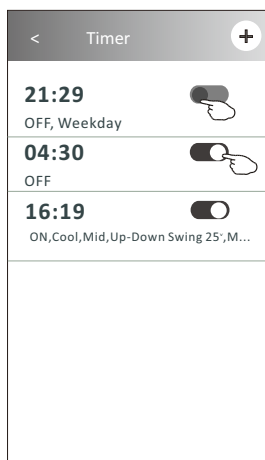 < Timer +
21:29
OFF, Weekday
04:30
OFF
16:19
ON,Cool,Mid,Up-Down Swing 25˅,M...